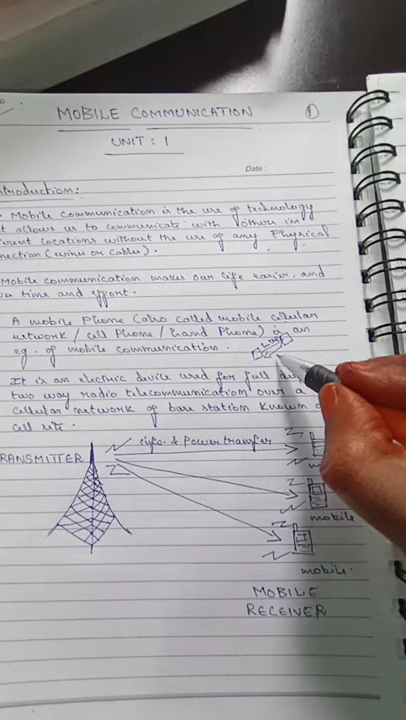 MOBILE COMMUNICATION
1
UNIT : 1
Date :
Introduction:
Mobile communication is the use of technology
allows us to communicate with others in
different locations without the use of any Physical
connection (wires or cables).
Mobile communication makes our life easier, and
time and effort.
A mobile Phone (also called mobile cellular
network / cell Phone / hand Phone) is an
eg. of mobile communication.
It is an electric device used for full
two way radio telecommunication over a
cellular network of base station known
cell site.
info. & power transfer
TRANSMITTER
mobile
mobile.
MOBILE
RECEIVER